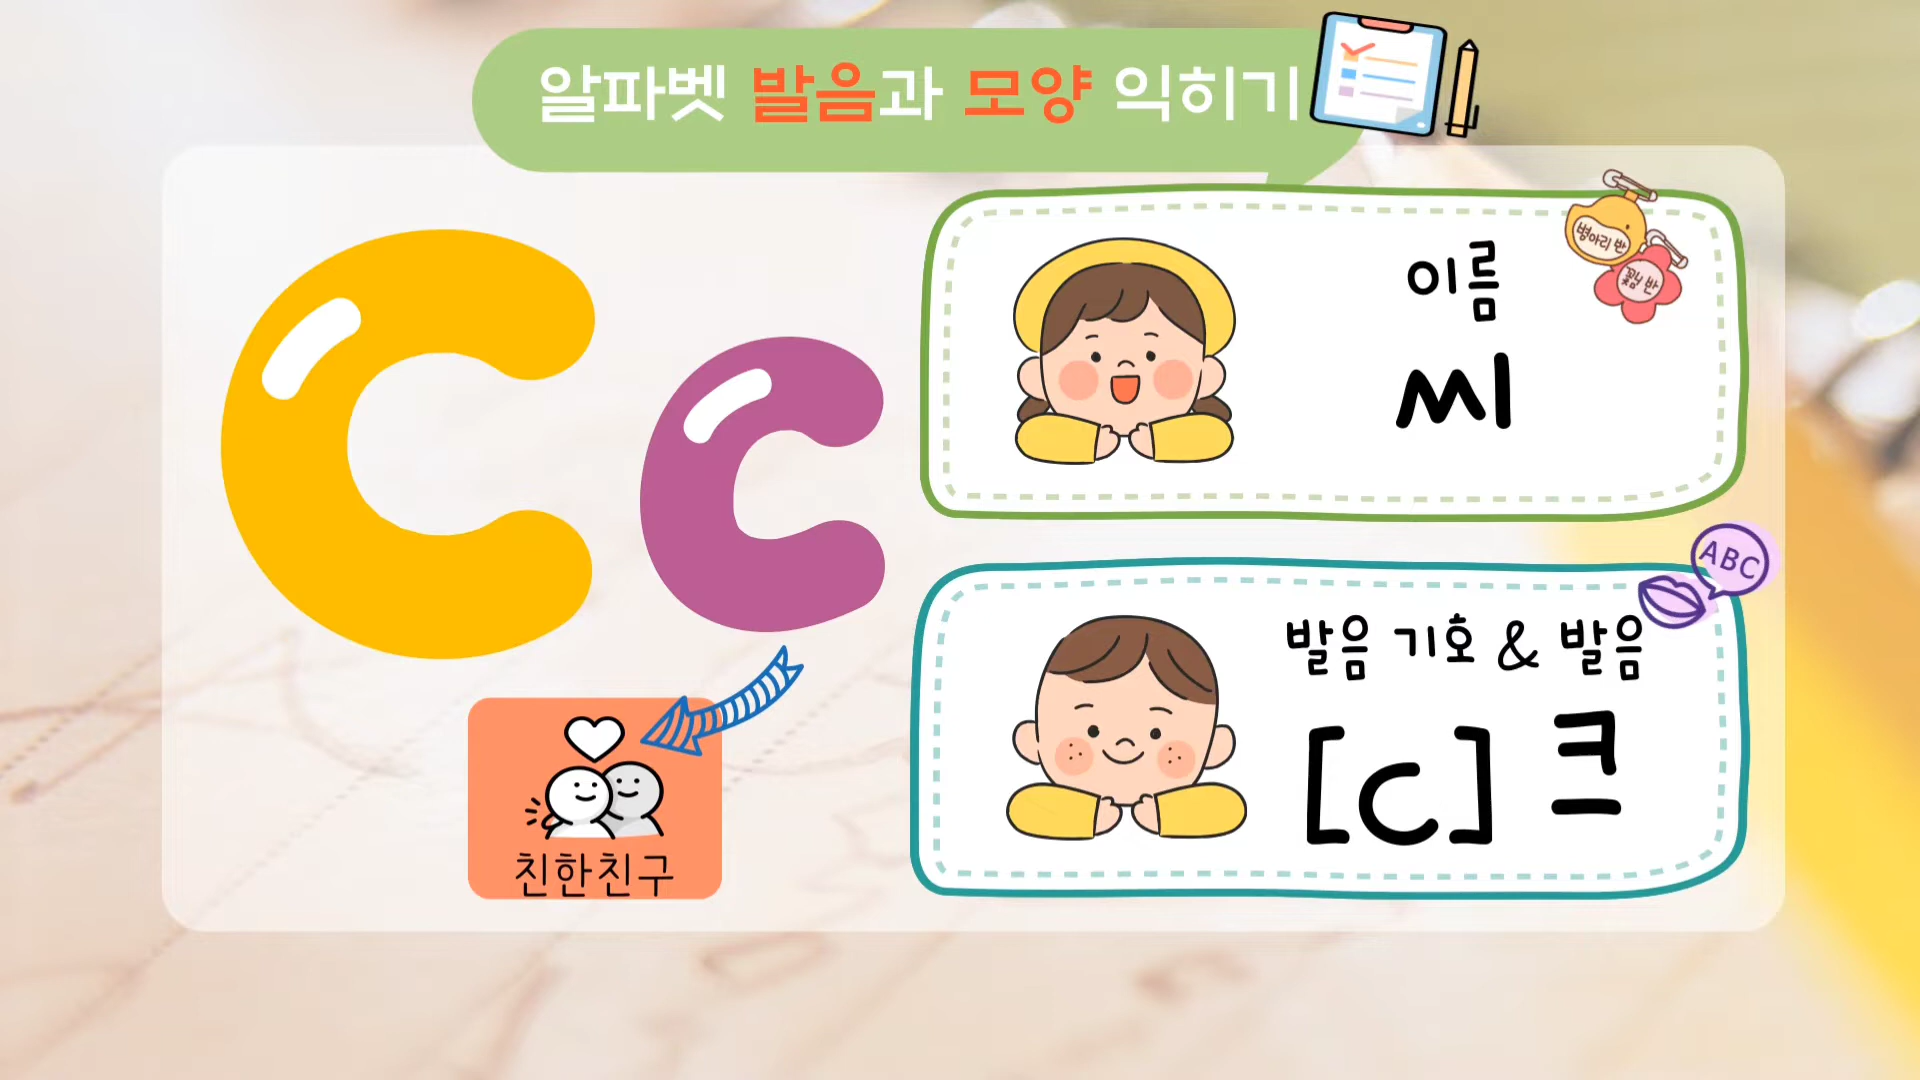 알파벳 발음과 모양 익히기
C c
이름
씨
병아리 반
꽃님 반
ABC
발음 기호 & 발음
[c] 크
친한친구